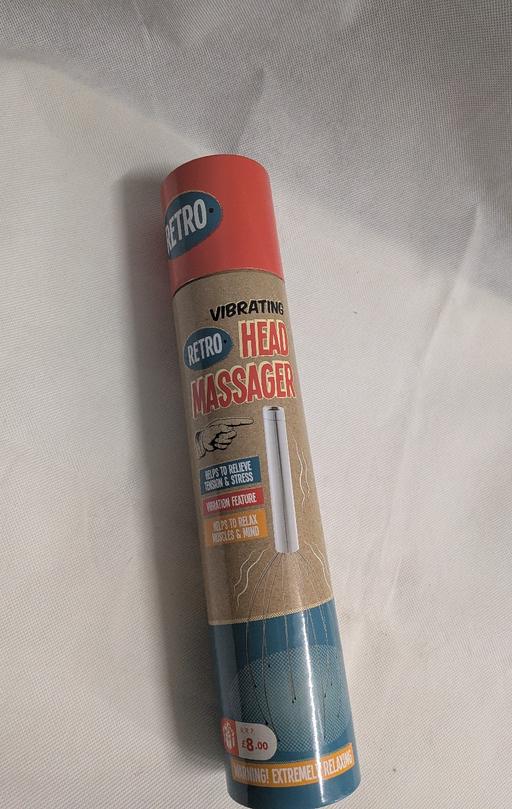 RETRO
VIBRATING
RETRO HEAD
MASSAGER
HELPS TO RELIEVE
TENSION & STRESS
VIBRATION FEATURE
HELPS TO RELAX
MUSCLES & MIND
£8.00
WARNING! EXTREMELY RELAXING